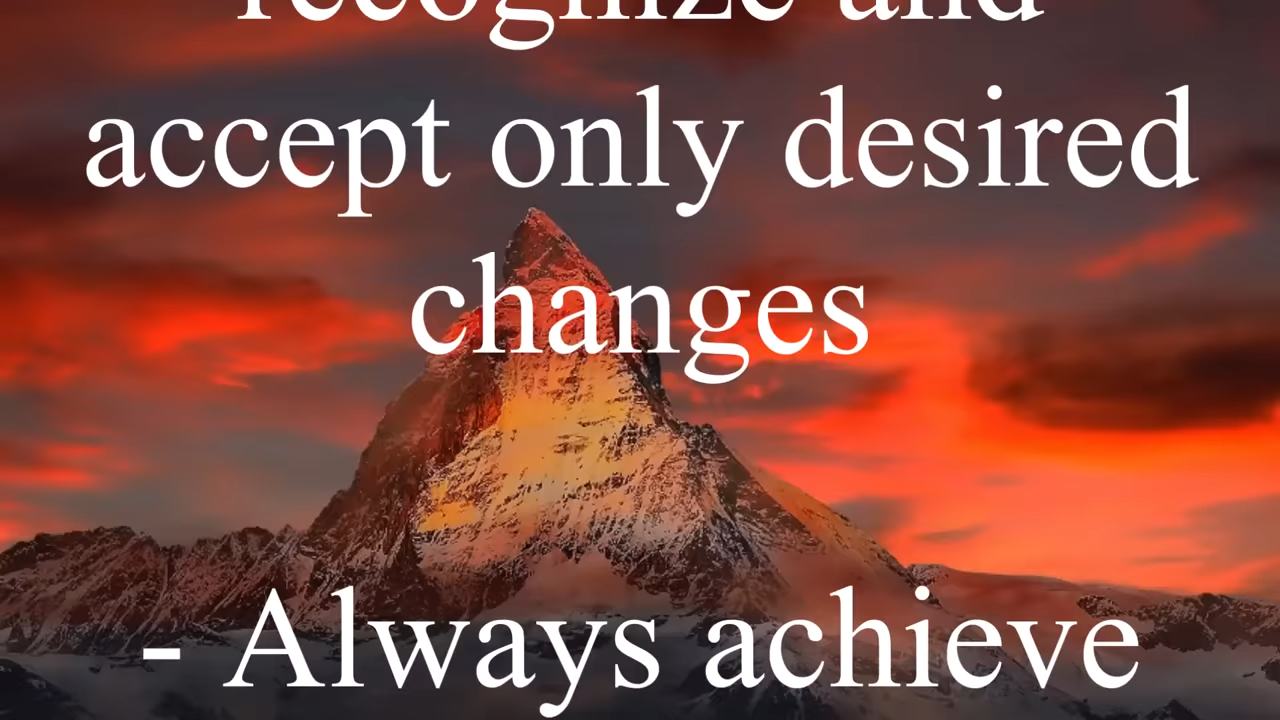 recognize and
accept only desired
changes
- Always achieve